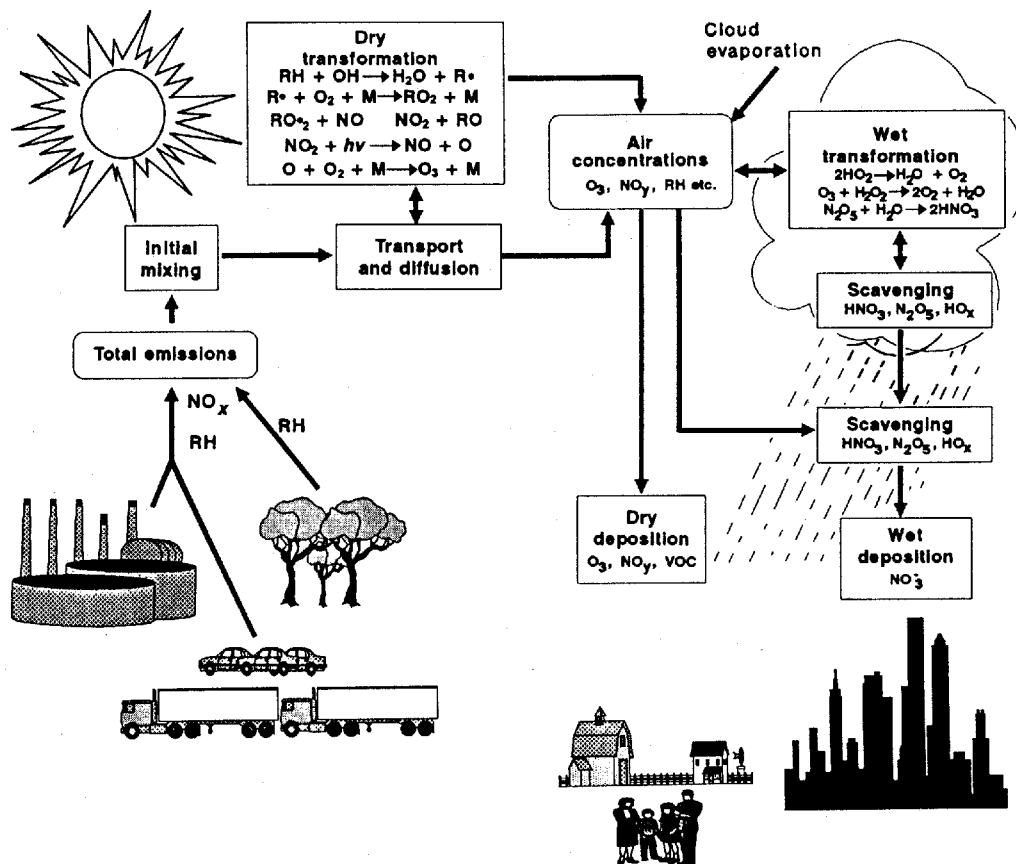 Dry
transformation
RH + OH→H₂O + R•
R• + O₂ + M→RO₂ + M
RO•₂ + NO NO₂ + RO
NO₂ + hv→NO + O
O + O₂ + M→O₃ + M
Cloud
evaporation
Air
concentrations
O₃, NOy, RH etc.
Wet
transformation
2HO₂→H₂O + O₂
O₃ + H₂O₂→2O₂ + H₂O
N₂O₅ + H₂O→2HNO₃
Initial
mixing
Transport
and diffusion
Scavenging
HNO₃, N₂O₅, HOₓ
Total emissions
NOₓ
RH
RH
Scavenging
HNO₃, N₂O₅, HOₓ
Dry
deposition
O₃, NOy, VOC
Wet
deposition
NO₃⁻